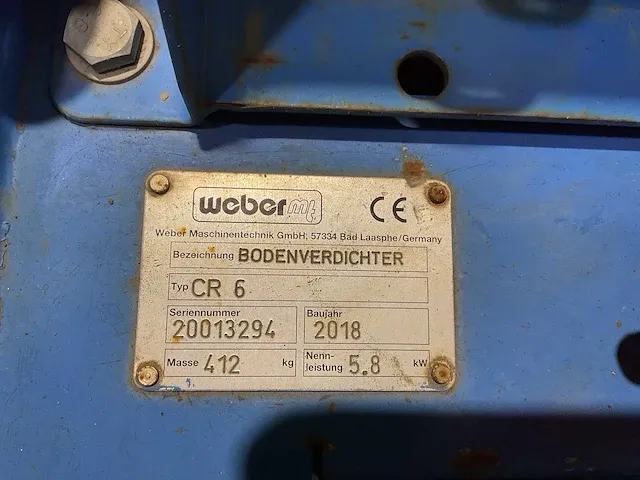 weber mt
CE
Weber Maschinentechnik GmbH; 57334 Bad Laasphe/Germany
Bezeichnung BODENVERDICHTER
Typ CR 6
Seriennummer Baujahr
20013294 2018
Masse 412 kg Nenn-leistung 5.8 kW